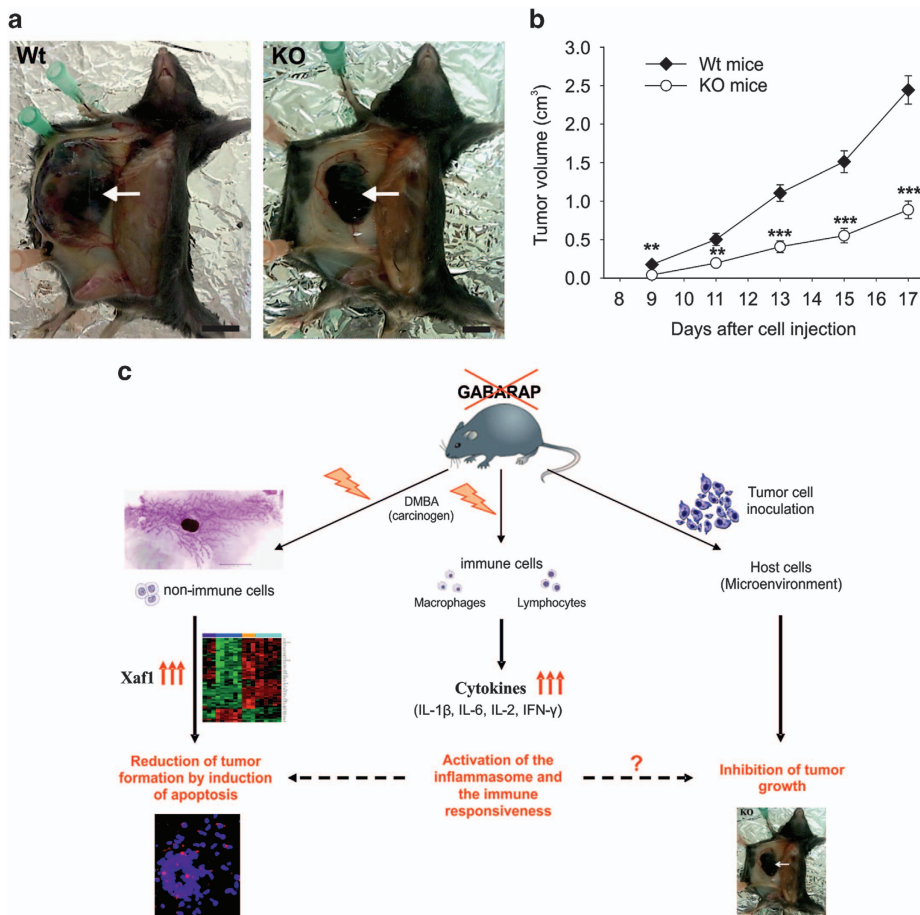 a
Wt
KO
b
3.0
2.5
2.0
1.5
1.0
0.5
0.0
Tumor volume (cm³)
Wt mice
KO mice
**
**
***
***
***
8 9 10 11 12 13 14 15 16 17
Days after cell injection
c
GABARAP
DMBA
(carcinogen)
Tumor cell
inoculation
non-immune cells
immune cells
Macrophages Lymphocytes
Host cells
(Microenvironment)
Xaf1
Cytokines
(IL-1β, IL-6, IL-2, IFN-γ)
Reduction of tumor
formation by induction
of apoptosis
Activation of the
inflammasome and
the immune
responsiveness
?
Inhibition of tumor
growth
KO